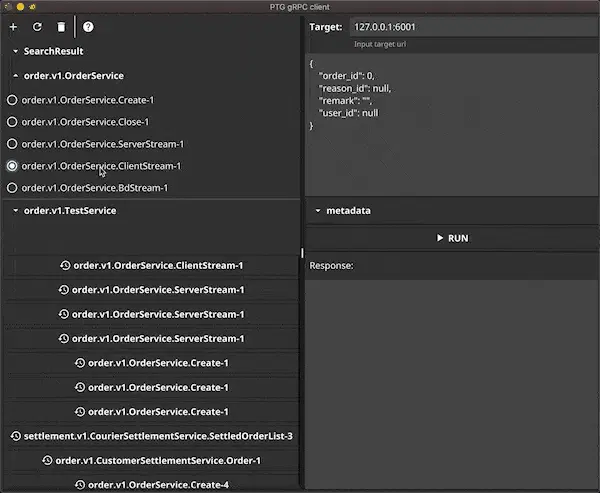 PTG gRPC client
SearchResult
order.v1.OrderService
order.v1.OrderService.Create-1
order.v1.OrderService.Close-1
order.v1.OrderService.ServerStream-1
order.v1.OrderService.ClientStream-1
order.v1.OrderService.BdStream-1
order.v1.TestService
order.v1.OrderService.ClientStream-1
order.v1.OrderService.ServerStream-1
order.v1.OrderService.ServerStream-1
order.v1.OrderService.ServerStream-1
order.v1.OrderService.Create-1
order.v1.OrderService.Create-1
order.v1.OrderService.Create-1
settlement.v1.CourierSettlementService.SettledOrderList-3
order.v1.CustomerSettlementService.Order-1
order.v1.OrderService.Create-4
Target: 127.0.0.1:6001
Input target url
{
"order_id": 0,
"reason_id": null,
"remark": "",
"user_id": null
}
metadata
RUN
Response: